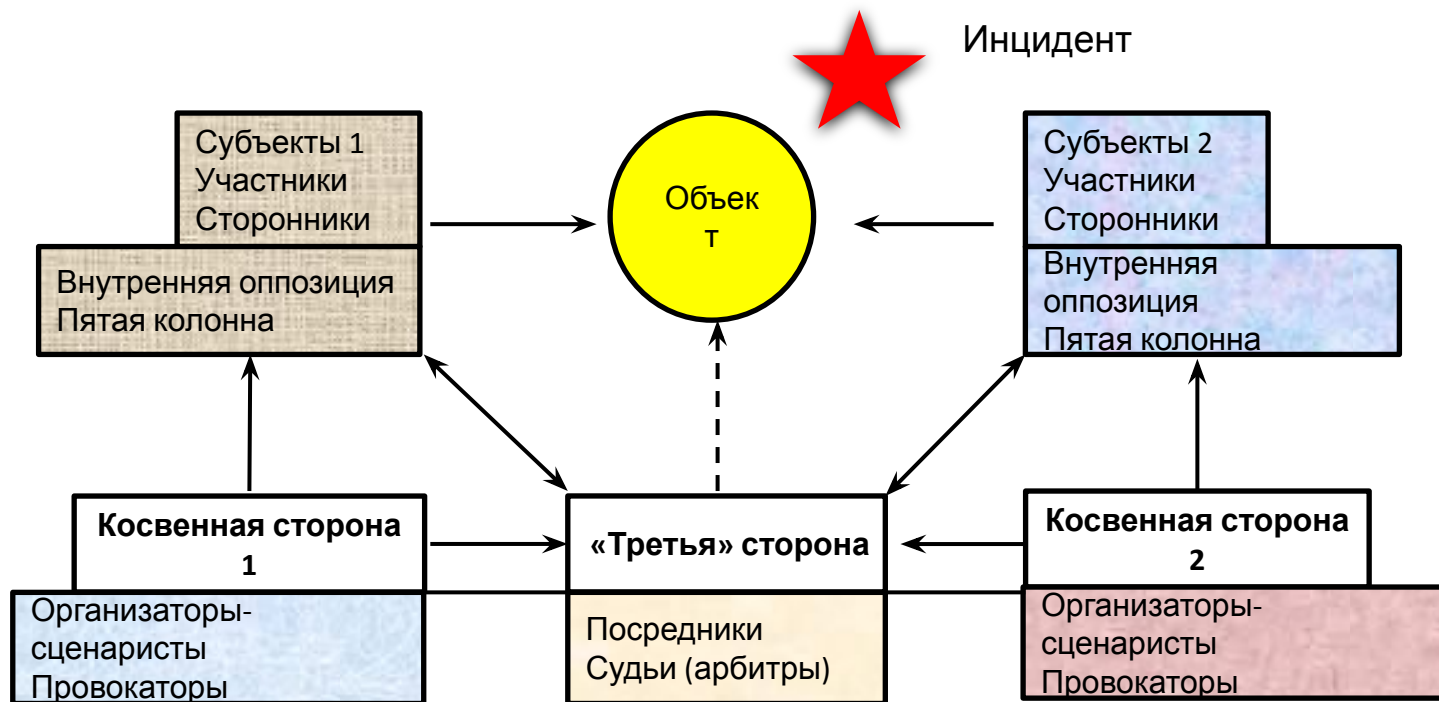 Инцидент
Субъекты 1
Участники
Сторонники
Внутренняя оппозиция
Пятая колонна
Объек
т
Субъекты 2
Участники
Сторонники
Внутренняя
оппозиция
Пятая колонна
Косвенная сторона
1
Организаторы-
сценаристы
Провокаторы
«Третья» сторона
Посредники
Судьи (арбитры)
Косвенная сторона
2
Организаторы-
сценаристы
Провокаторы